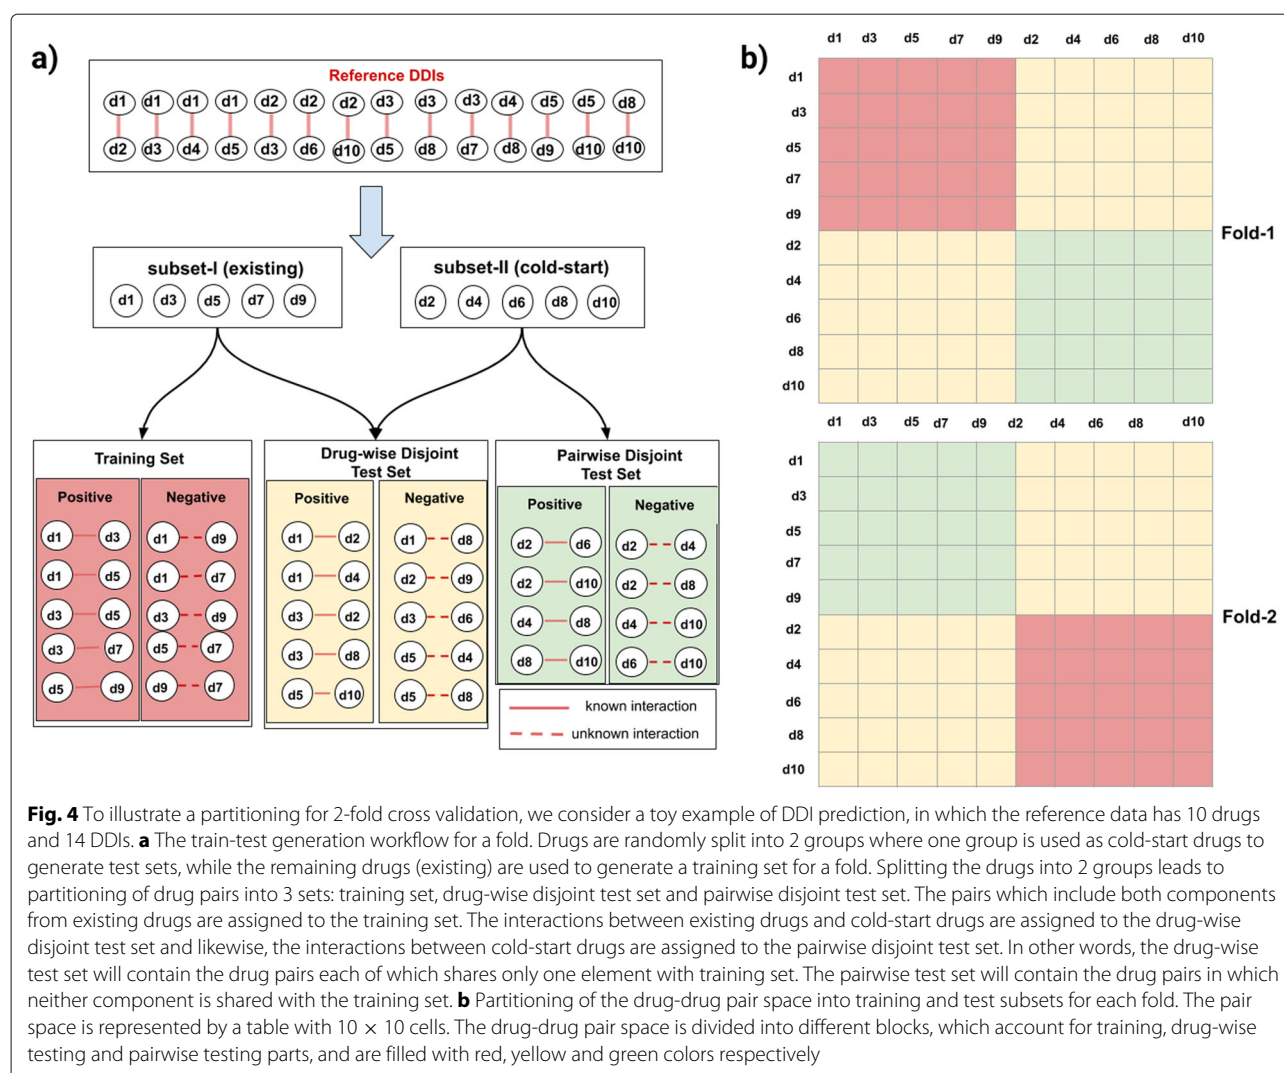 a)
Reference DDIs
d1 d1 d1 d1 d2 d2 d2 d3 d3 d3 d4 d5 d5 d8
d2 d3 d4 d5 d3 d6 d10 d5 d8 d7 d8 d9 d10 d10
subset-I (existing)
d1 d3 d5 d7 d9
subset-II (cold-start)
d2 d4 d6 d8 d10
Training Set
Positive Negative
d1 d3 d1 d9
d1 d5 d1 d7
d3 d5 d3 d9
d3 d7 d5 d7
d5 d9 d9 d7
Drug-wise Disjoint
Test Set
Positive Negative
d1 d2 d1 d8
d1 d4 d2 d9
d3 d2 d3 d6
d3 d8 d5 d4
d5 d10 d5 d8
Pairwise Disjoint
Test Set
Positive Negative
d2 d6 d2 d4
d2 d10 d2 d8
d4 d8 d4 d10
d8 d10 d6 d10
known interaction
unknown interaction
b)
d1 d3 d5 d7 d9 d2 d4 d6 d8 d10
d1
d3
d5
d7
d9
d2
d4
d6
d8
d10
Fold-1
d1 d3 d5 d7 d9 d2 d4 d6 d8 d10
d1
d3
d5
d7
d9
d2
d4
d6
d8
d10
Fold-2
Fig. 4 To illustrate a partitioning for 2-fold cross validation, we consider a toy example of DDI prediction, in which the reference data has 10 drugs
and 14 DDIs. a The train-test generation workflow for a fold. Drugs are randomly split into 2 groups where one group is used as cold-start drugs to
generate test sets, while the remaining drugs (existing) are used to generate a training set for a fold. Splitting the drugs into 2 groups leads to
partitioning of drug pairs into 3 sets: training set, drug-wise disjoint test set and pairwise disjoint test set. The pairs which include both components
from existing drugs are assigned to the training set. The interactions between existing drugs and cold-start drugs are assigned to the drug-wise
disjoint test set and likewise, the interactions between cold-start drugs are assigned to the pairwise disjoint test set. In other words, the drug-wise
test set will contain the drug pairs each of which shares only one element with training set. The pairwise test set will contain the drug pairs in which
neither component is shared with the training set. b Partitioning of the drug-drug pair space into training and test subsets for each fold. The pair
space is represented by a table with 10 × 10 cells. The drug-drug pair space is divided into different blocks, which account for training, drug-wise
testing and pairwise testing parts, and are filled with red, yellow and green colors respectively